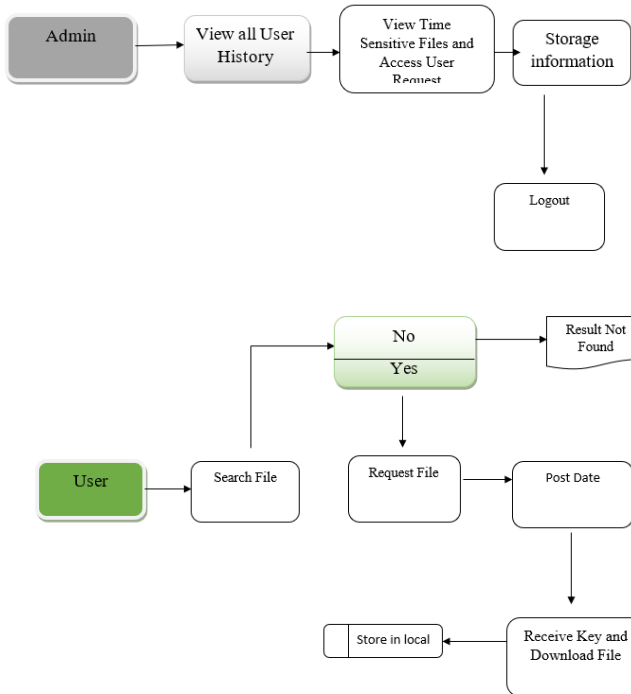 Admin
View all User
History
View Time
Sensitive Files and
Access User
Request
Storage
information
Logout
No
Yes
Result Not
Found
User
Search File
Request File
Post Date
Store in local
Receive Key and
Download File